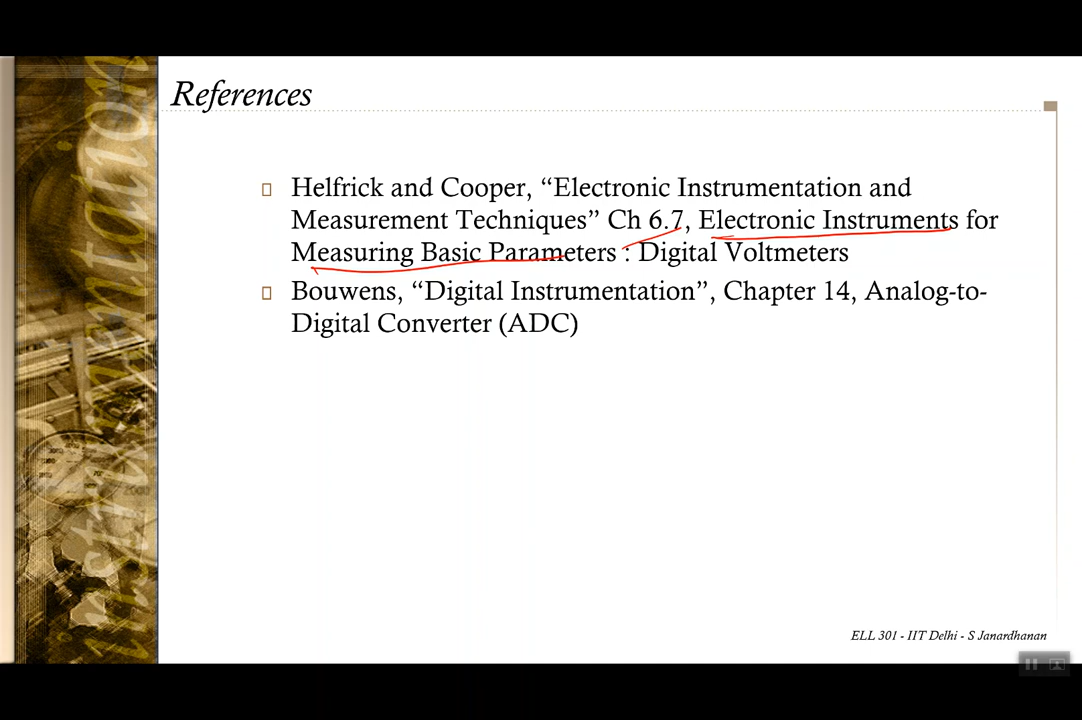 References
Helfrick and Cooper, “Electronic Instrumentation and
Measurement Techniques” Ch 6.7, Electronic Instruments for
Measuring Basic Parameters : Digital Voltmeters
Bouwens, “Digital Instrumentation”, Chapter 14, Analog-to-
Digital Converter (ADC)
ELL 301 - IIT Delhi - S Janardhanan
instrumentation